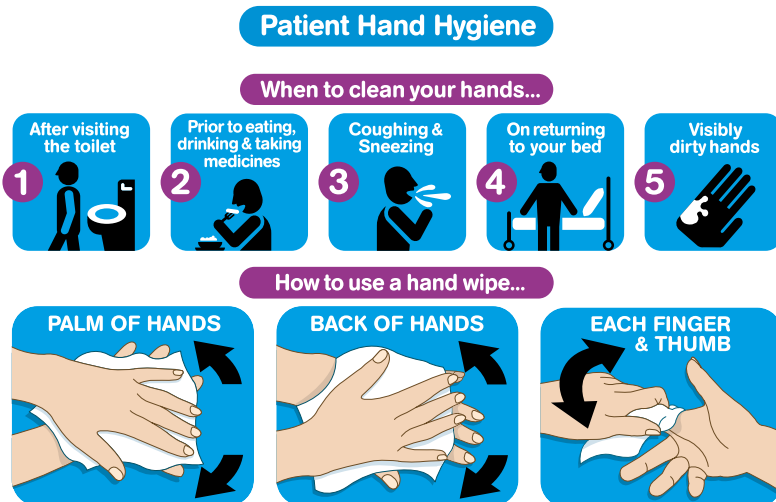 Patient Hand Hygiene
When to clean your hands...
1
After visiting
the toilet
2
Prior to eating,
drinking & taking
medicines
3
Coughing &
Sneezing
4
On returning
to your bed
5
Visibly
dirty hands
How to use a hand wipe...
PALM OF HANDS
BACK OF HANDS
EACH FINGER
& THUMB